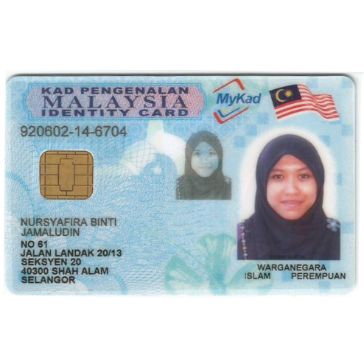 KAD PENGENALAN
MALAYSIA
IDENTITY CARD
MyKad
920602-14-6704
NURSYAFIRA BINTI
JAMALUDIN
NO 61
JALAN LANDAK 20/13
SEKSYEN 20
40300 SHAH ALAM
SELANGOR
WARGANEGARA
ISLAM PEREMPUAN